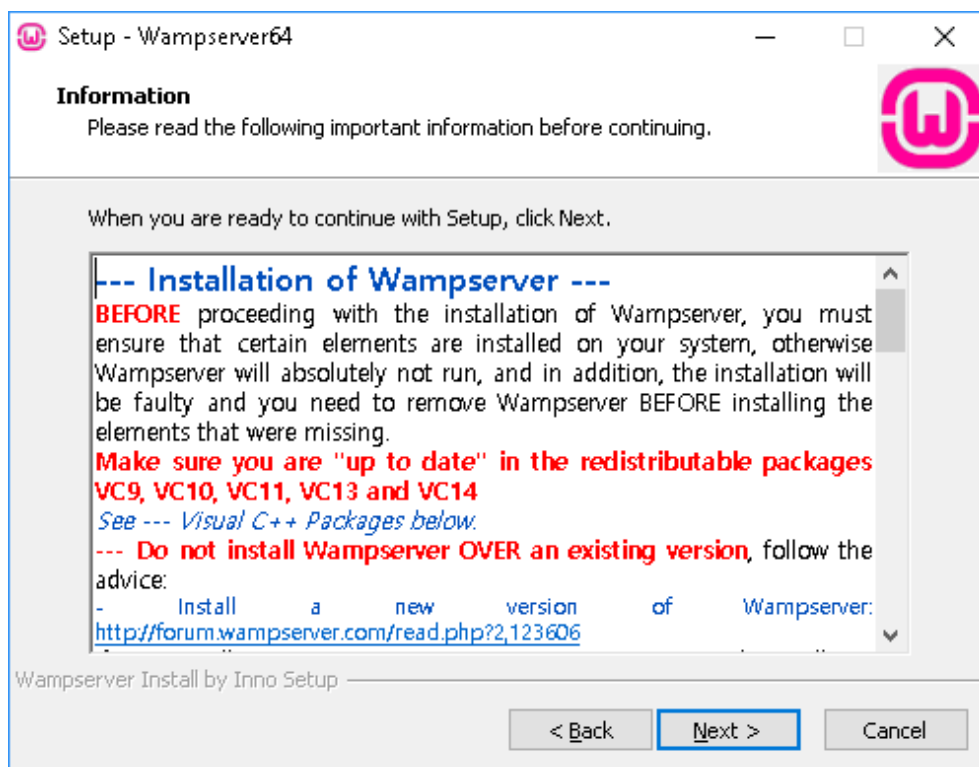 Setup - Wampserver64
Information
Please read the following important information before continuing.
When you are ready to continue with Setup, click Next.
--- Installation of Wampserver ---
BEFORE proceeding with the installation of Wampserver, you must
ensure that certain elements are installed on your system, otherwise
Wampserver will absolutely not run, and in addition, the installation will
be faulty and you need to remove Wampserver BEFORE installing the
elements that were missing.
Make sure you are "up to date" in the redistributable packages
VC9, VC10, VC11, VC13 and VC14
See --- Visual C++ Packages below.
--- Do not install Wampserver OVER an existing version, follow the
advice:
- Install a new version of Wampserver:
http://forum.wampserver.com/read.php?2,123606
Wampserver Install by Inno Setup
< Back
Next >
Cancel